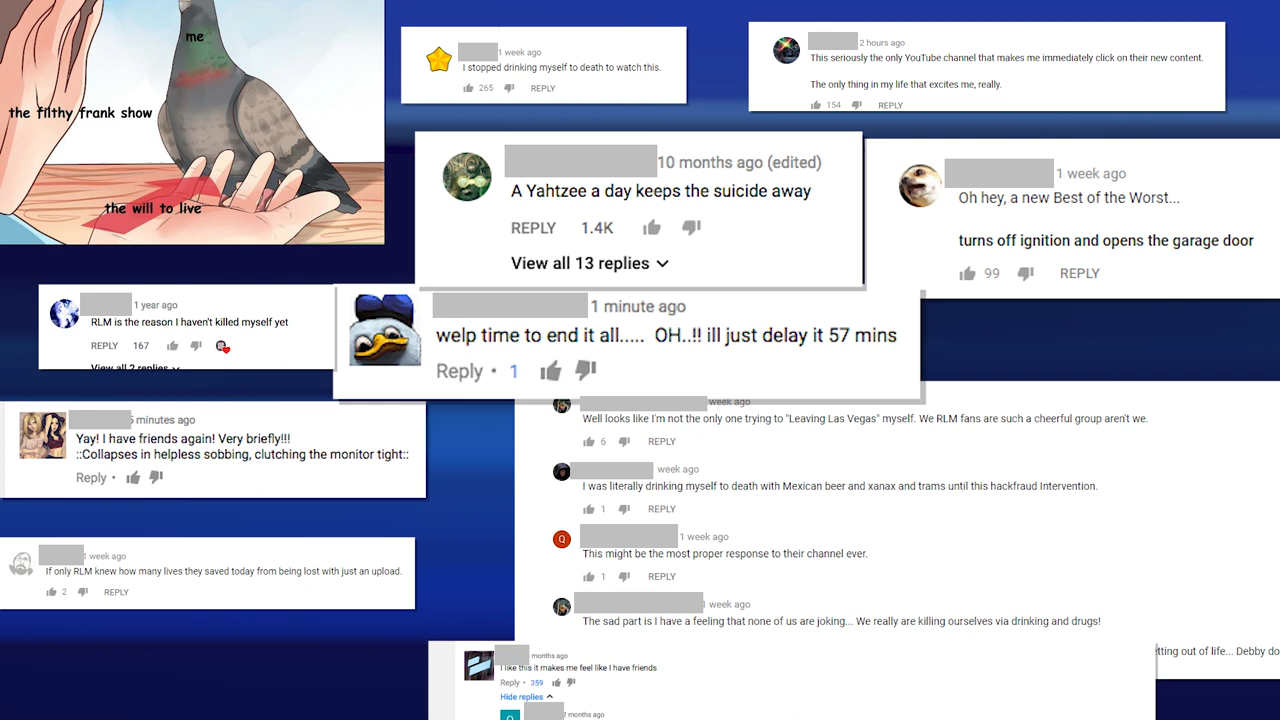 me
the filthy frank show
the will to live
1 week ago
I stopped drinking myself to death to watch this.
265 REPLY
2 hours ago
This seriously the only YouTube channel that makes me immediately click on their new content.
The only thing in my life that excites me, really.
154 REPLY
10 months ago (edited)
A Yahtzee a day keeps the suicide away
REPLY 1.4K
View all 13 replies
1 week ago
Oh hey, a new Best of the Worst...
turns off ignition and opens the garage door
99 REPLY
1 year ago
RLM is the reason I haven't killed myself yet
REPLY 167
View all 2 replies
1 minute ago
welp time to end it all..... OH..!! ill just delay it 57 mins
Reply • 1
minutes ago
Yay! I have friends again! Very briefly!!!
::Collapses in helpless sobbing, clutching the monitor tight::
Reply •
week ago
Well looks like I'm not the only one trying to "Leaving Las Vegas" myself. We RLM fans are such a cheerful group aren't we.
6 REPLY
week ago
I was literally drinking myself to death with Mexican beer and xanax and trams until this hackfraud Intervention.
1 REPLY
Q
1 week ago
This might be the most proper response to their channel ever.
1 REPLY
1 week ago
The sad part is I have a feeling that none of us are joking... We really are killing ourselves via drinking and drugs!
1 week ago
If only RLM knew how many lives they saved today from being lost with just an upload.
2 REPLY
etting out of life... Debby do
months ago
I like this it makes me feel like I have friends
Reply • 359
Hide replies
2 months ago